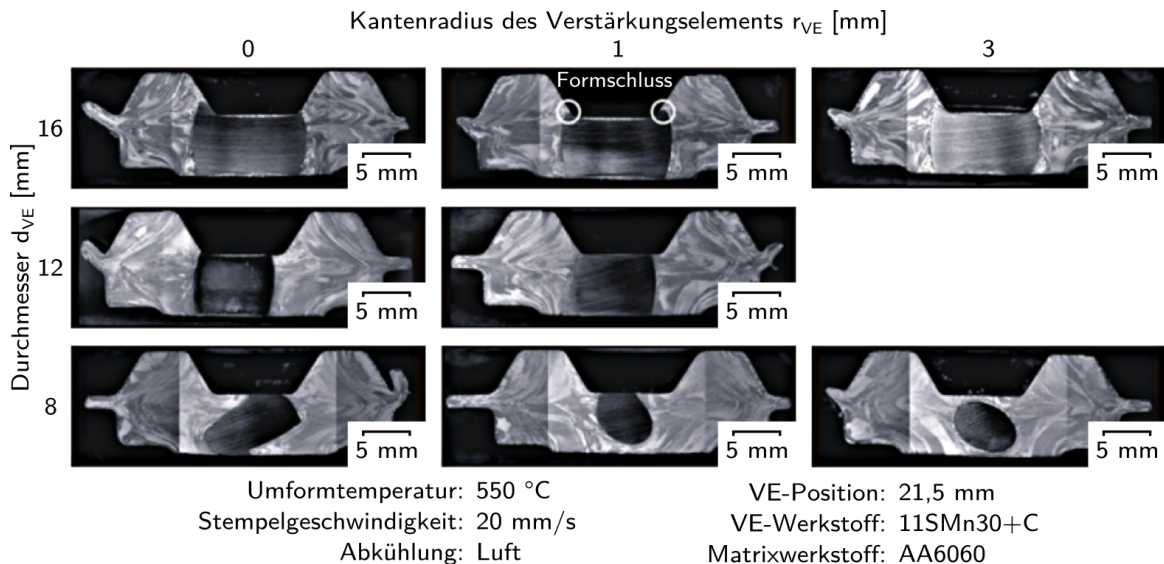 Kantenradius des Verstärkungselements r_VE [mm]
0 1 3
Durchmesser d_VE [mm]
16
Formschluss
5 mm 5 mm 5 mm
12
5 mm 5 mm
8
5 mm 5 mm 5 mm
Umformtemperatur: 550 °C
Stempelgeschwindigkeit: 20 mm/s
Abkühlung: Luft
VE-Position: 21,5 mm
VE-Werkstoff: 11SMn30+C
Matrixwerkstoff: AA6060